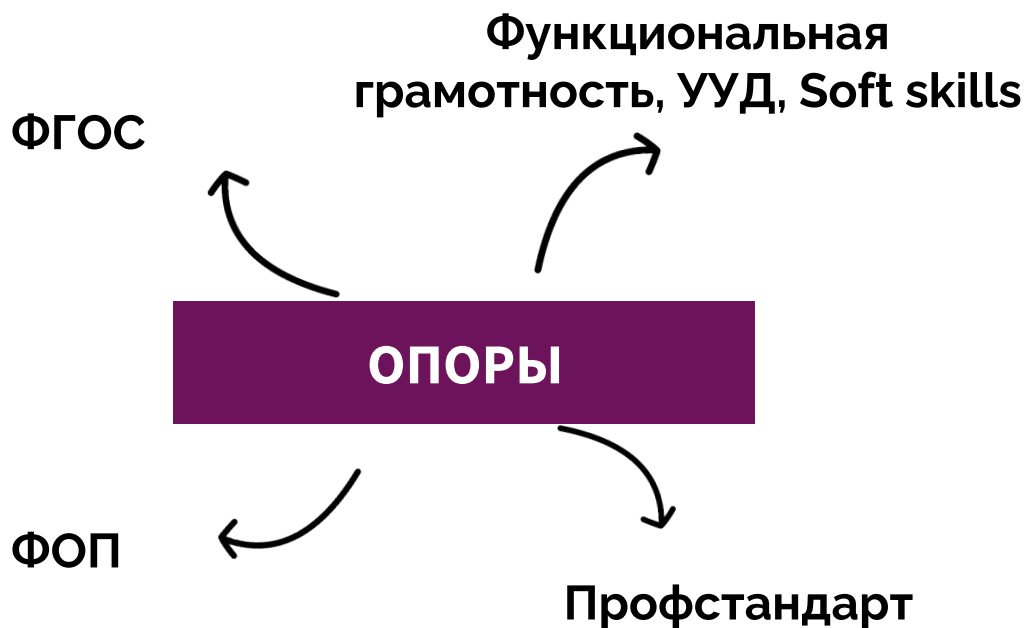 Функциональная
грамотность, УУД, Soft skills
ФГОС
ОПОРЫ
ФОП
Профстандарт